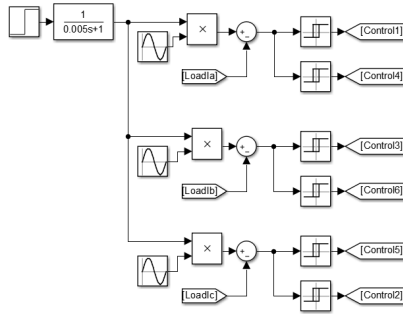 1
0.005s+1
×
[Control1]
[LoadIa]
[Control4]
×
[Control3]
[LoadIb]
[Control6]
×
[Control5]
[LoadIc]
[Control2]